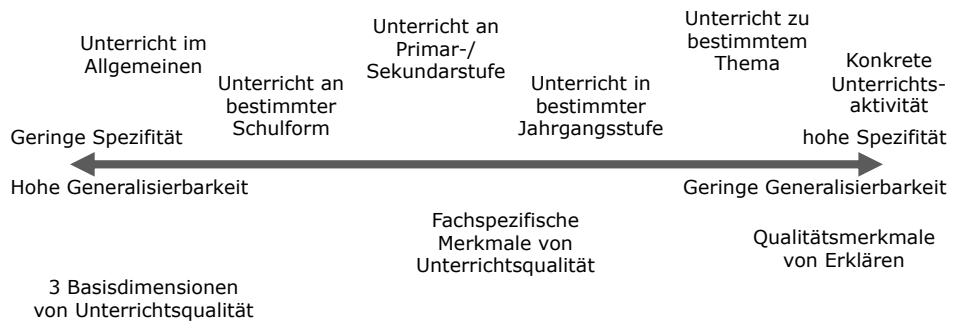 Unterricht im
Allgemeinen
Unterricht an
bestimmter
Schulform
Unterricht an
Primar-/
Sekundarstufe
Unterricht in
bestimmter
Jahrgangsstufe
Unterricht zu
bestimmtem
Thema
Konkrete
Unterrichts-
aktivität
Geringe Spezifität
hohe Spezifität
Hohe Generalisierbarkeit
Geringe Generalisierbarkeit
3 Basisdimensionen
von Unterrichtsqualität
Fachspezifische
Merkmale von
Unterrichtsqualität
Qualitätsmerkmale
von Erklären